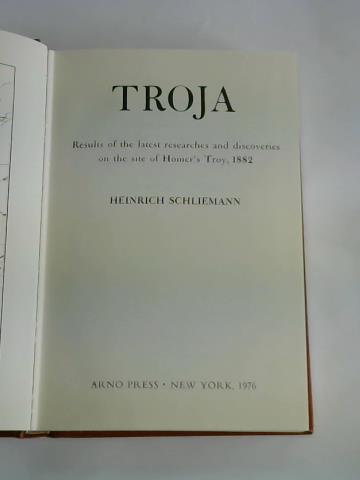 TROJA
Results of the latest researches and discoveries
on the site of Homer's Troy, 1882
HEINRICH SCHLIEMANN
ARNO PRESS • NEW YORK, 1976